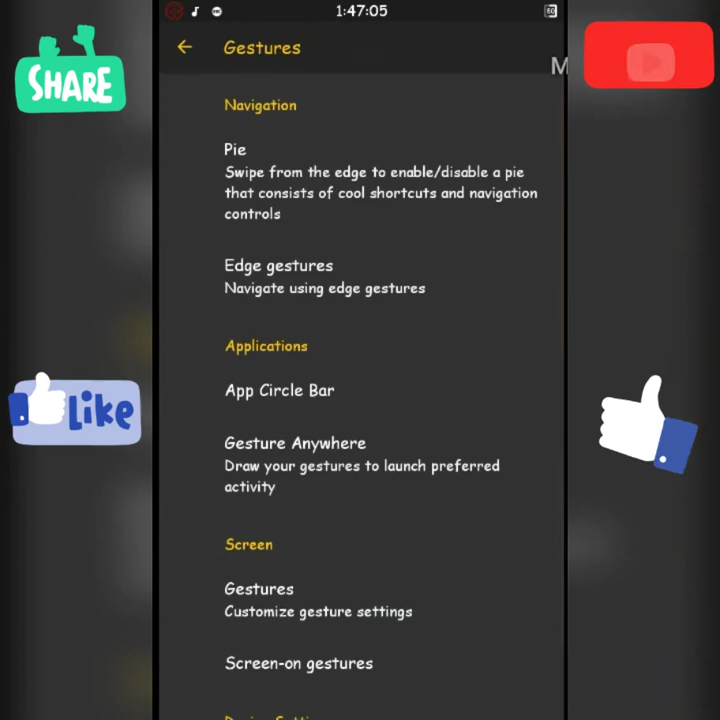 1:47:05
60
SHARE
Gestures
M
Navigation
Pie
Swipe from the edge to enable/disable a pie
that consists of cool shortcuts and navigation
controls
Edge gestures
Navigate using edge gestures
Applications
App Circle Bar
Like
Gesture Anywhere
Draw your gestures to launch preferred
activity
Screen
Gestures
Customize gesture settings
Screen-on gestures